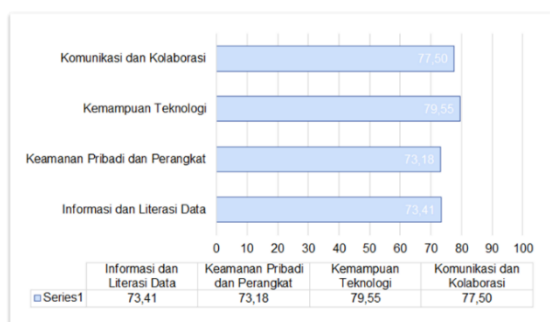 Komunikasi dan Kolaborasi
77,50
Kemampuan Teknologi
79,55
Keamanan Pribadi dan Perangkat
73,18
Informasi dan Literasi Data
73,41
0 10 20 30 40 50 60 70 80 90 100
Informasi dan Literasi Data
Keamanan Pribadi dan Perangkat
Kemampuan Teknologi
Komunikasi dan Kolaborasi
Series1 73,41 73,18 79,55 77,50